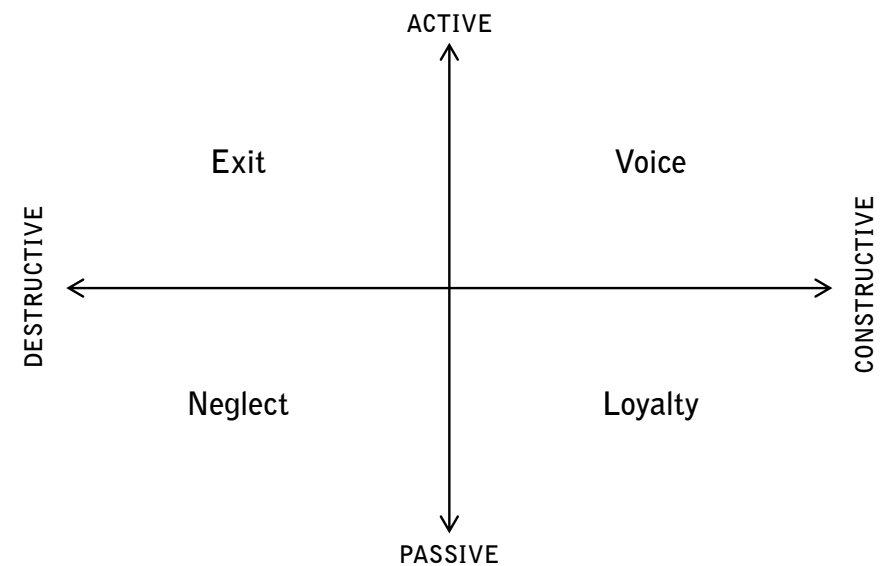 ACTIVE
Exit
Voice
DESTRUCTIVE
CONSTRUCTIVE
Neglect
Loyalty
PASSIVE